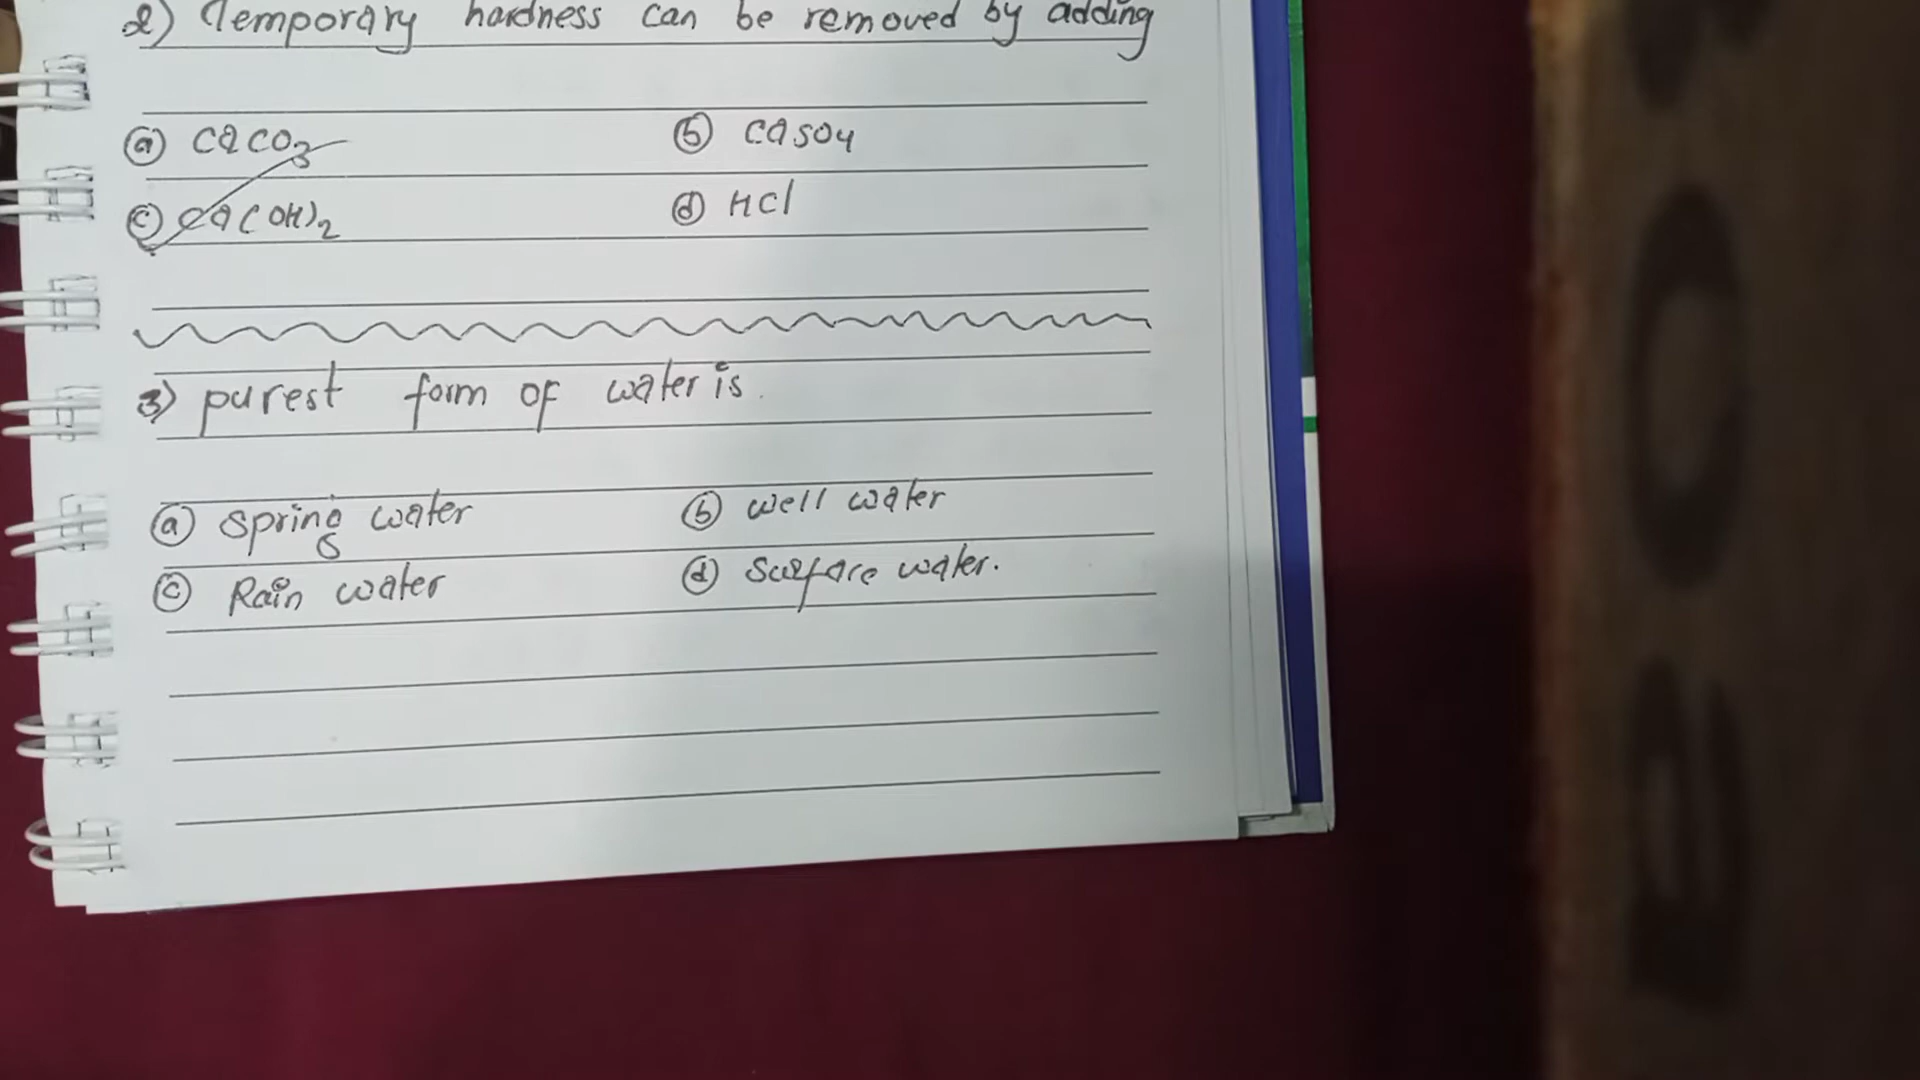 2) Temporary hardness can be removed by adding
(a) CaCO3 (b) CaSO4
(c) Ca(OH)2 (d) HCl
3) purest form of water is.
(a) Spring water (b) well water
(c) Rain water (d) Surface water.